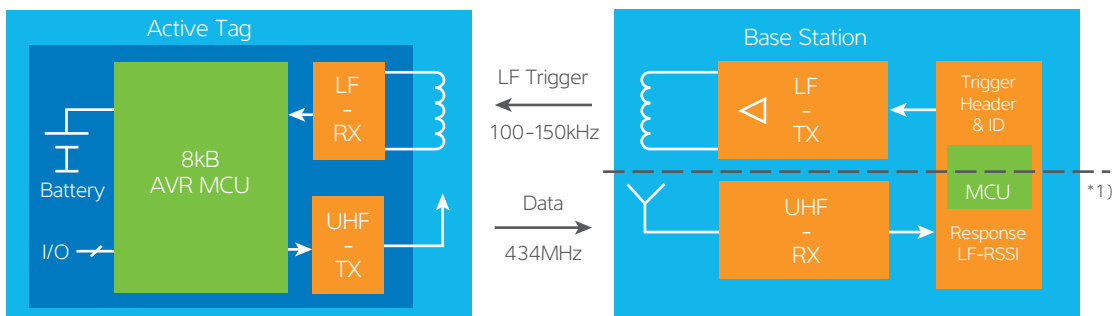 Active Tag
LF
-
RX
8kB
AVR MCU
Battery
I/O
UHF
-
TX
LF Trigger
100-150kHz
Data
434MHz
Base Station
LF
-
TX
Trigger
Header
& ID
MCU
*1)
UHF
-
RX
Response
LF-RSSI